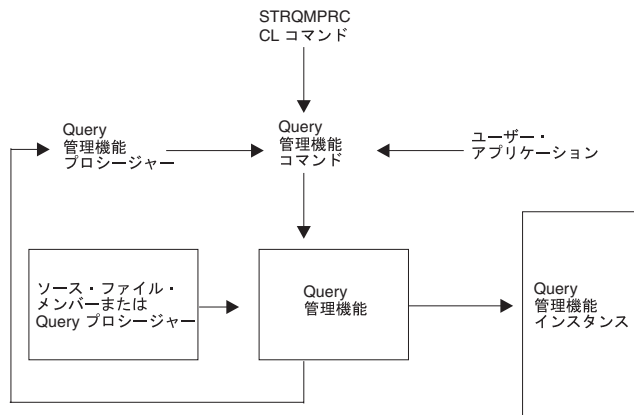 STRQMPRC
CL コマンド
Query
管理機能
プロシージャー
Query
管理機能
コマンド
ユーザー・
アプリケーション
ソース・ファイル・
メンバーまたは
Query プロシージャー
Query
管理機能
Query
管理機能
インスタンス